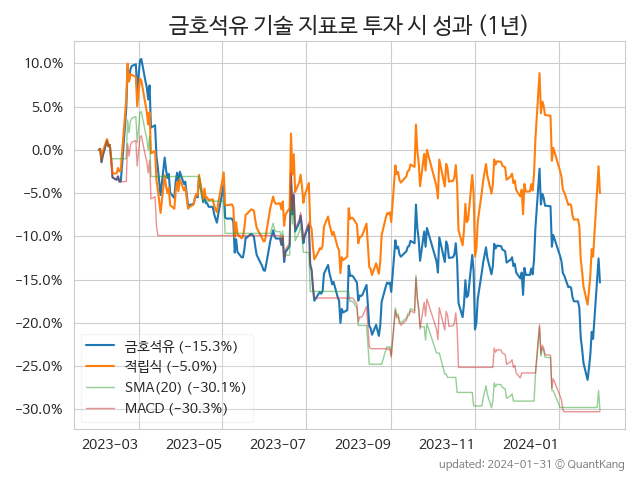 금호석유 기술 지표로 투자 시 성과 (1년)
10.0%
5.0%
0.0%
−5.0%
−10.0%
−15.0%
−20.0%
−25.0%
−30.0%
금호석유 (−15.3%)
적립식 (−5.0%)
SMA(20) (−30.1%)
MACD (−30.3%)
2023-03 2023-05 2023-07 2023-09 2023-11 2024-01
updated: 2024-01-31 © QuantKang